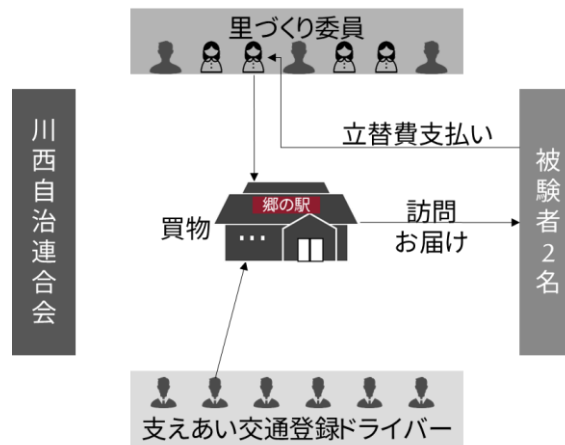 里づくり委員
川西自治連合会
立替費支払い
被験者2名
郷の駅
買物
訪問
お届け
支えあい交通登録ドライバー